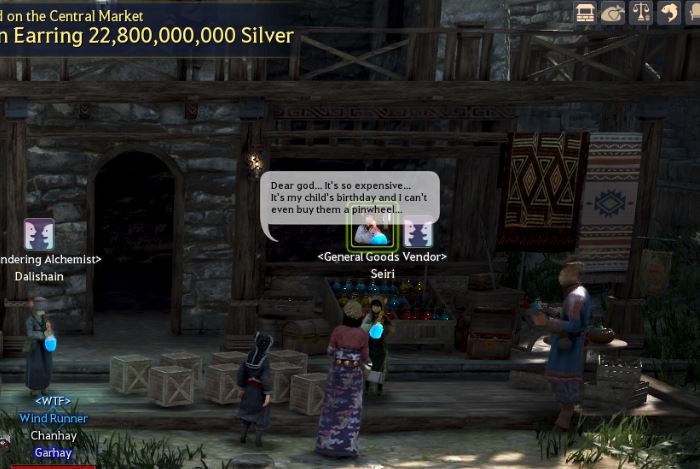 d on the Central Market
n Earring 22,800,000,000 Silver
Dear god... It's so expensive...
It's my child's birthday and I can't
even buy them a pinwheel...
ndering Alchemist>
Dalishain
<General Goods Vendor>
Seiri
<WTF>
Wind Runner
Chanhay
Garhay